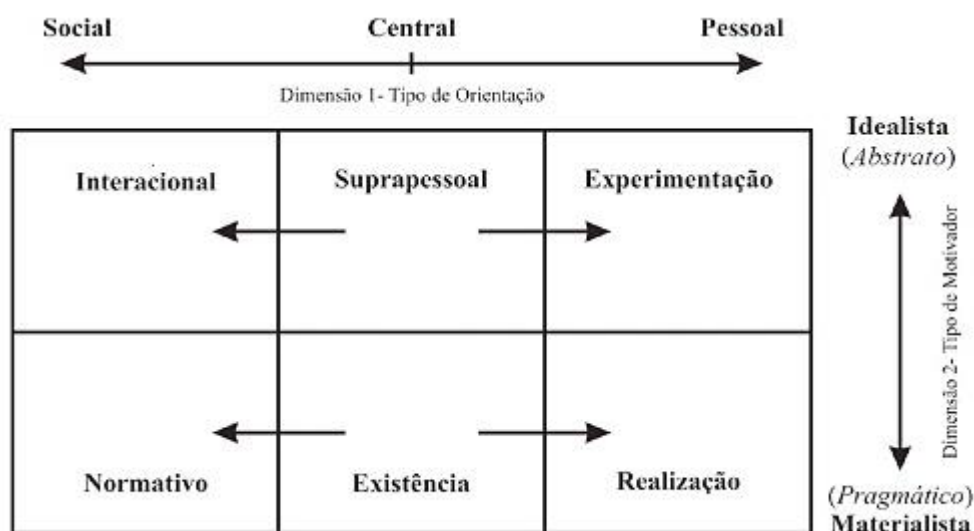 Social Central Pessoal
Dimensão 1- Tipo de Orientação
Idealista
(Abstrato)
Interacional Suprapessoal Experimentação
Dimensão 2- Tipo de Motivador
Normativo Existência Realização
(Pragmático)
Materialista